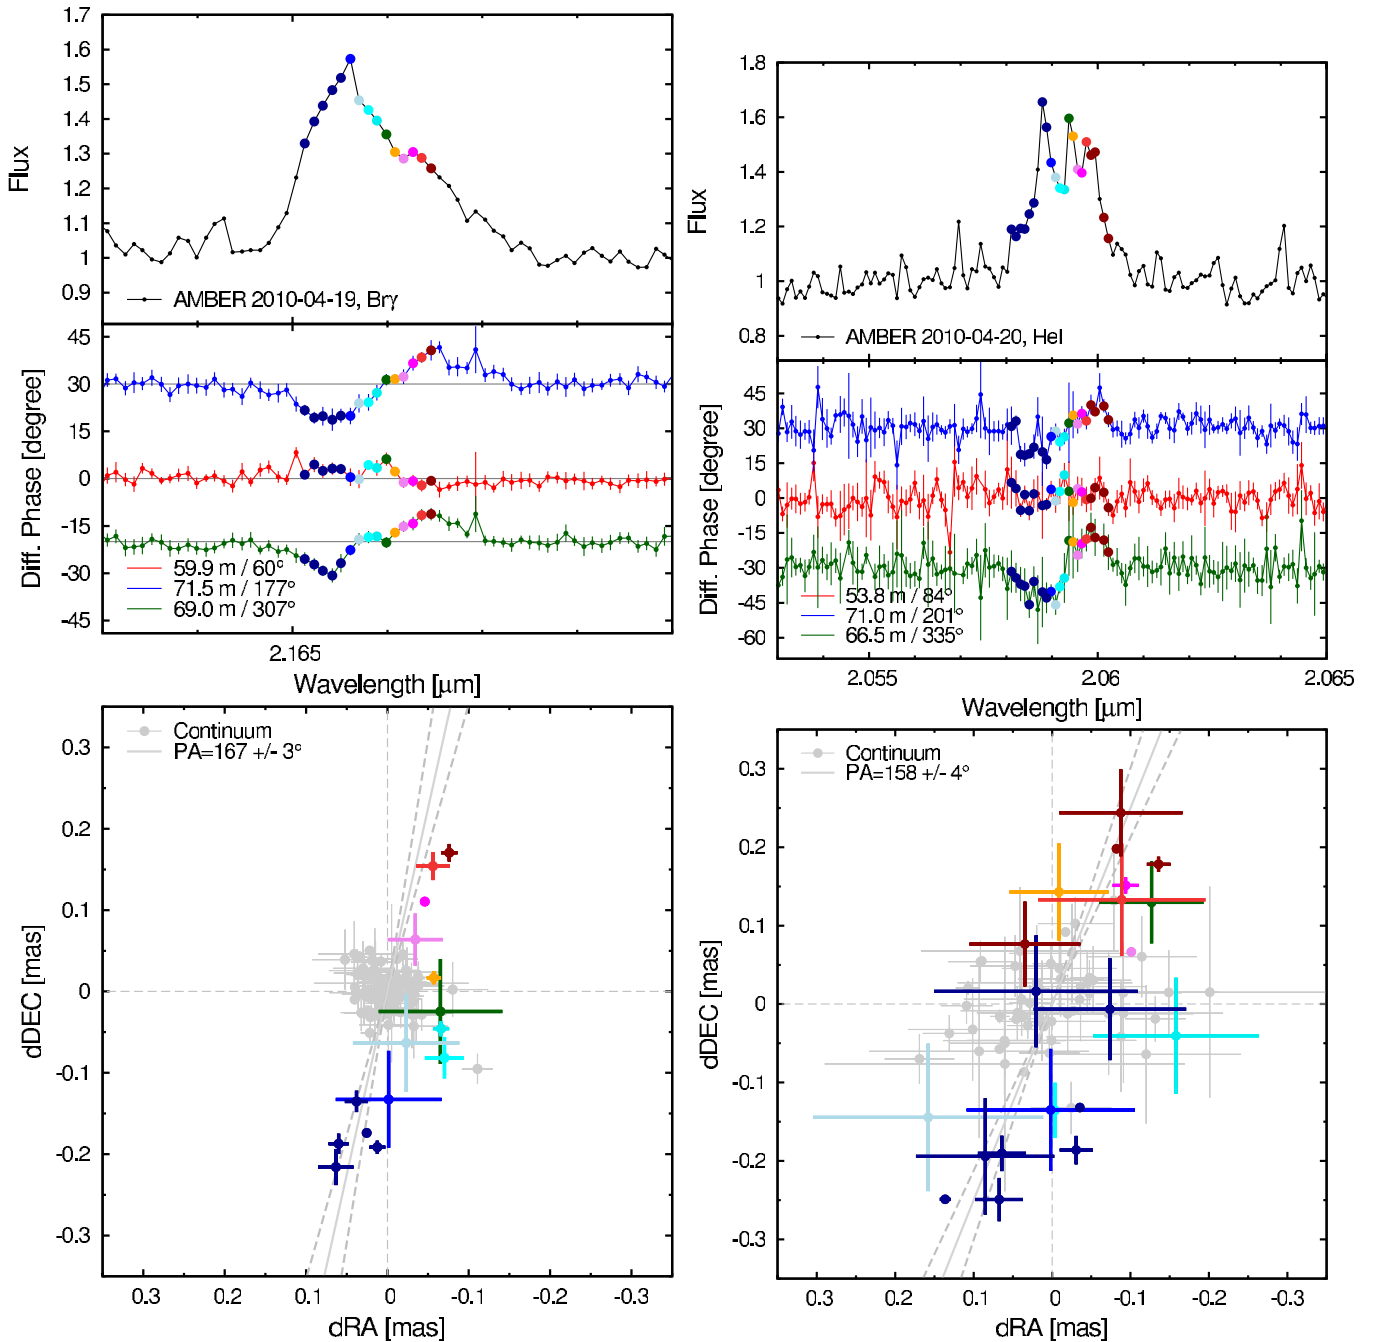 1.7
1.6
1.5
1.4
1.3
1.2
1.1
1
0.9
Flux
AMBER 2010-04-19, Brγ
45
30
15
0
-15
-30
-45
Diff. Phase [degree]
59.9 m / 60°
71.5 m / 177°
69.0 m / 307°
2.165
Wavelength [μm]
1.8
1.6
1.4
1.2
1
0.8
Flux
AMBER 2010-04-20, HeI
45
30
15
0
-15
-30
-45
-60
Diff. Phase [degree]
53.8 m / 84°
71.0 m / 201°
66.5 m / 335°
2.055
2.06
2.065
Wavelength [μm]
Continuum
PA=167 +/- 3°
0.3
0.2
0.1
0
-0.1
-0.2
-0.3
dDEC [mas]
0.3
0.2
0.1
0
-0.1
-0.2
-0.3
dRA [mas]
Continuum
PA=158 +/- 4°
0.3
0.2
0.1
0
-0.1
-0.2
-0.3
dDEC [mas]
0.3
0.2
0.1
0
-0.1
-0.2
-0.3
dRA [mas]